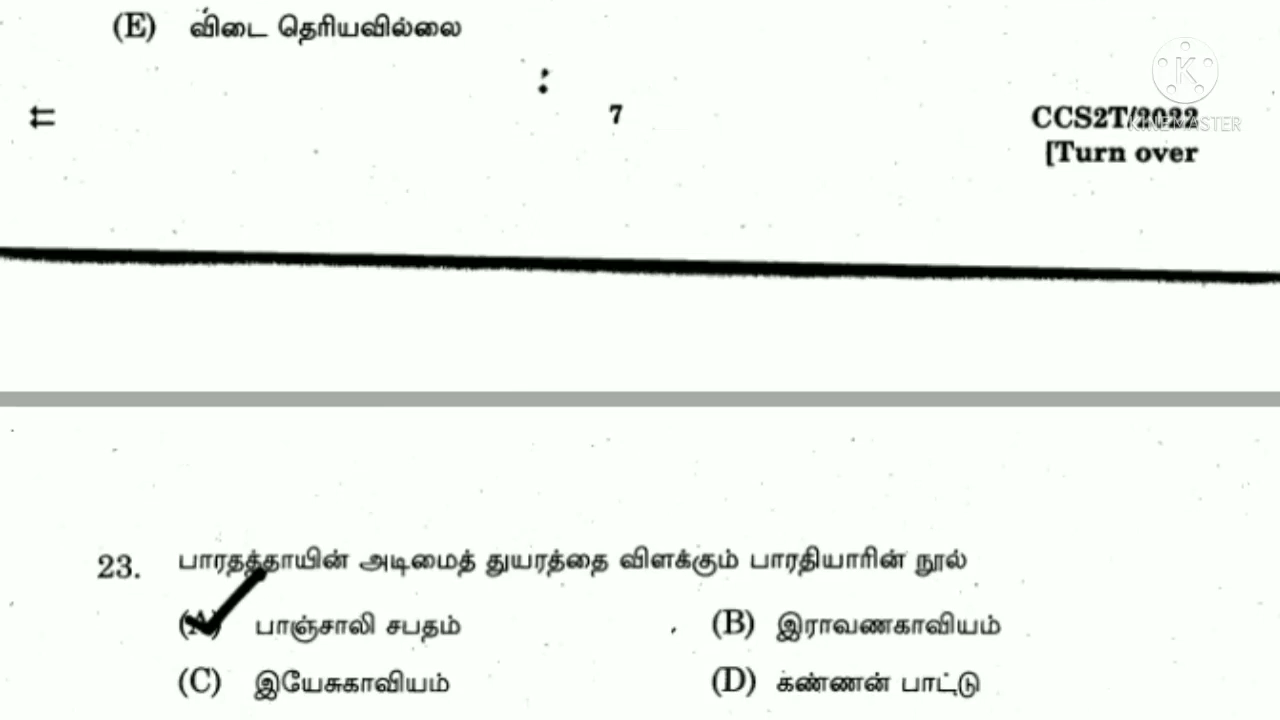 (E) விடை தெரியவில்லை
7
CCS2T/2022
KINEMASTER
[Turn over
23. பாரதத்தாயின் அடிமைத் துயரத்தை விளக்கும் பாரதியாரின் நூல்
(A) பாஞ்சாலி சபதம் (B) இராவணகாவியம்
(C) இயேசுகாவியம் (D) கண்ணன் பாட்டு